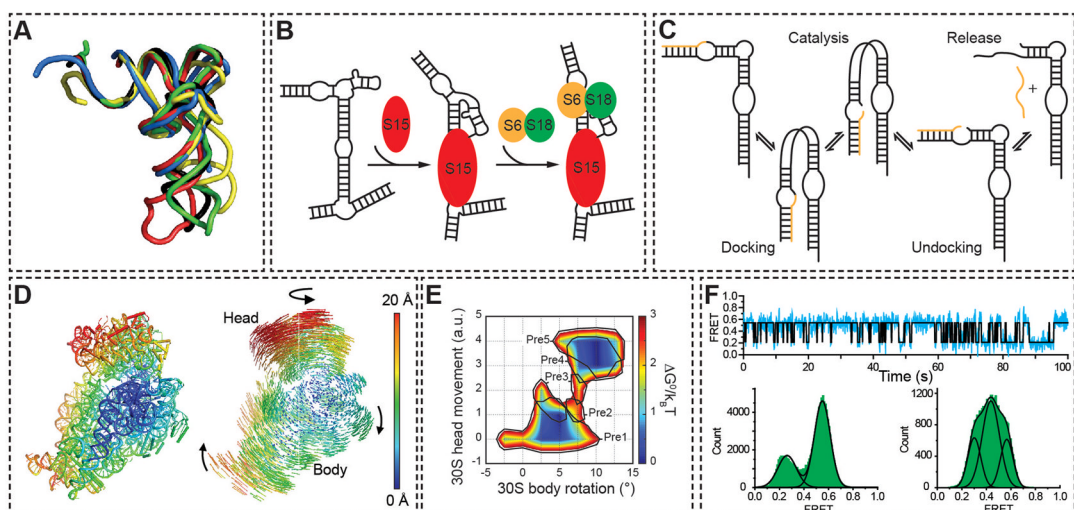 A
B
S15
S15
S6
S18
S6
S18
S15
C
Catalysis
Release
+
Docking
Undocking
D
Head
Body
20 Å
0 Å
E
30S head movement (a.u.)
5
4
3
2
1
0
Pre5
Pre4
Pre3
Pre2
Pre1
-5 0 5 10 15
30S body rotation (°)
3
2
1
0
ΔG⁰/k_BT
F
FRET
1.0
0.8
0.6
0.4
0.2
0.0
0 20 40 60 80 100
Time (s)
Count
4000
2000
0
0.0 0.2 0.4 0.6 0.8 1.0
FRET
Count
1200
900
600
300
0
0.0 0.2 0.4 0.6 0.8 1.0
FRET